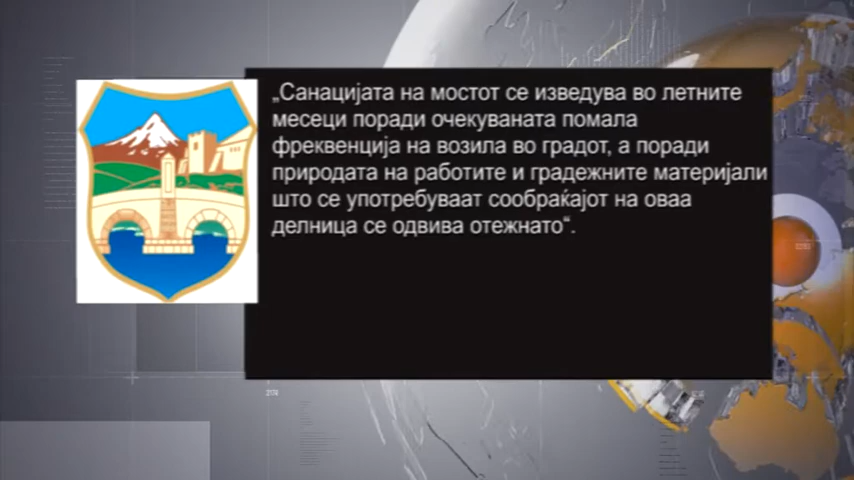 „Санацијата на мостот се изведува во летните
месеци поради очекуваната помала
фреквенција на возила во градот, а поради
природата на работите и градежните материјали
што се употребуваат сообраќајот на оваа
делница се одвива отежнато“.